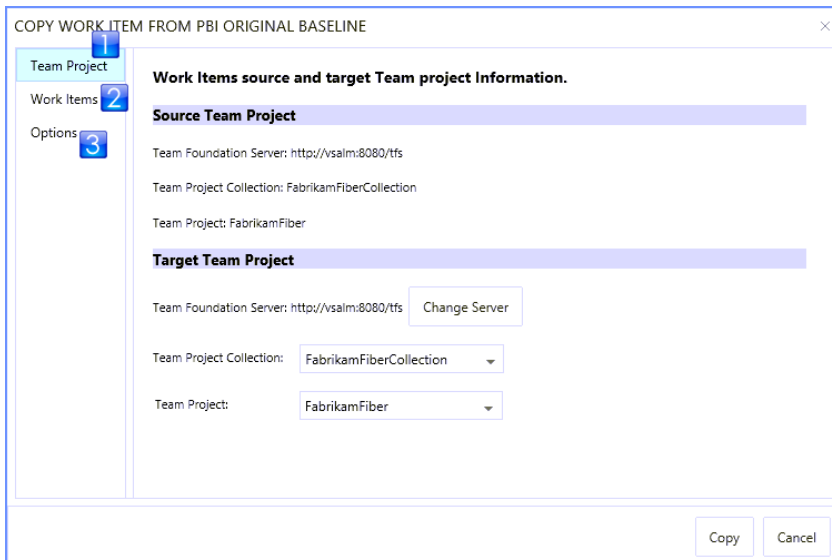 COPY WORK ITEM FROM PBI ORIGINAL BASELINE
1
Team Project
Work Items 2
Options 3
Work Items source and target Team project Information.
Source Team Project
Team Foundation Server: http://vsalm:8080/tfs
Team Project Collection: FabrikamFiberCollection
Team Project: FabrikamFiber
Target Team Project
Team Foundation Server: http://vsalm:8080/tfs Change Server
Team Project Collection: FabrikamFiberCollection
Team Project: FabrikamFiber
Copy Cancel